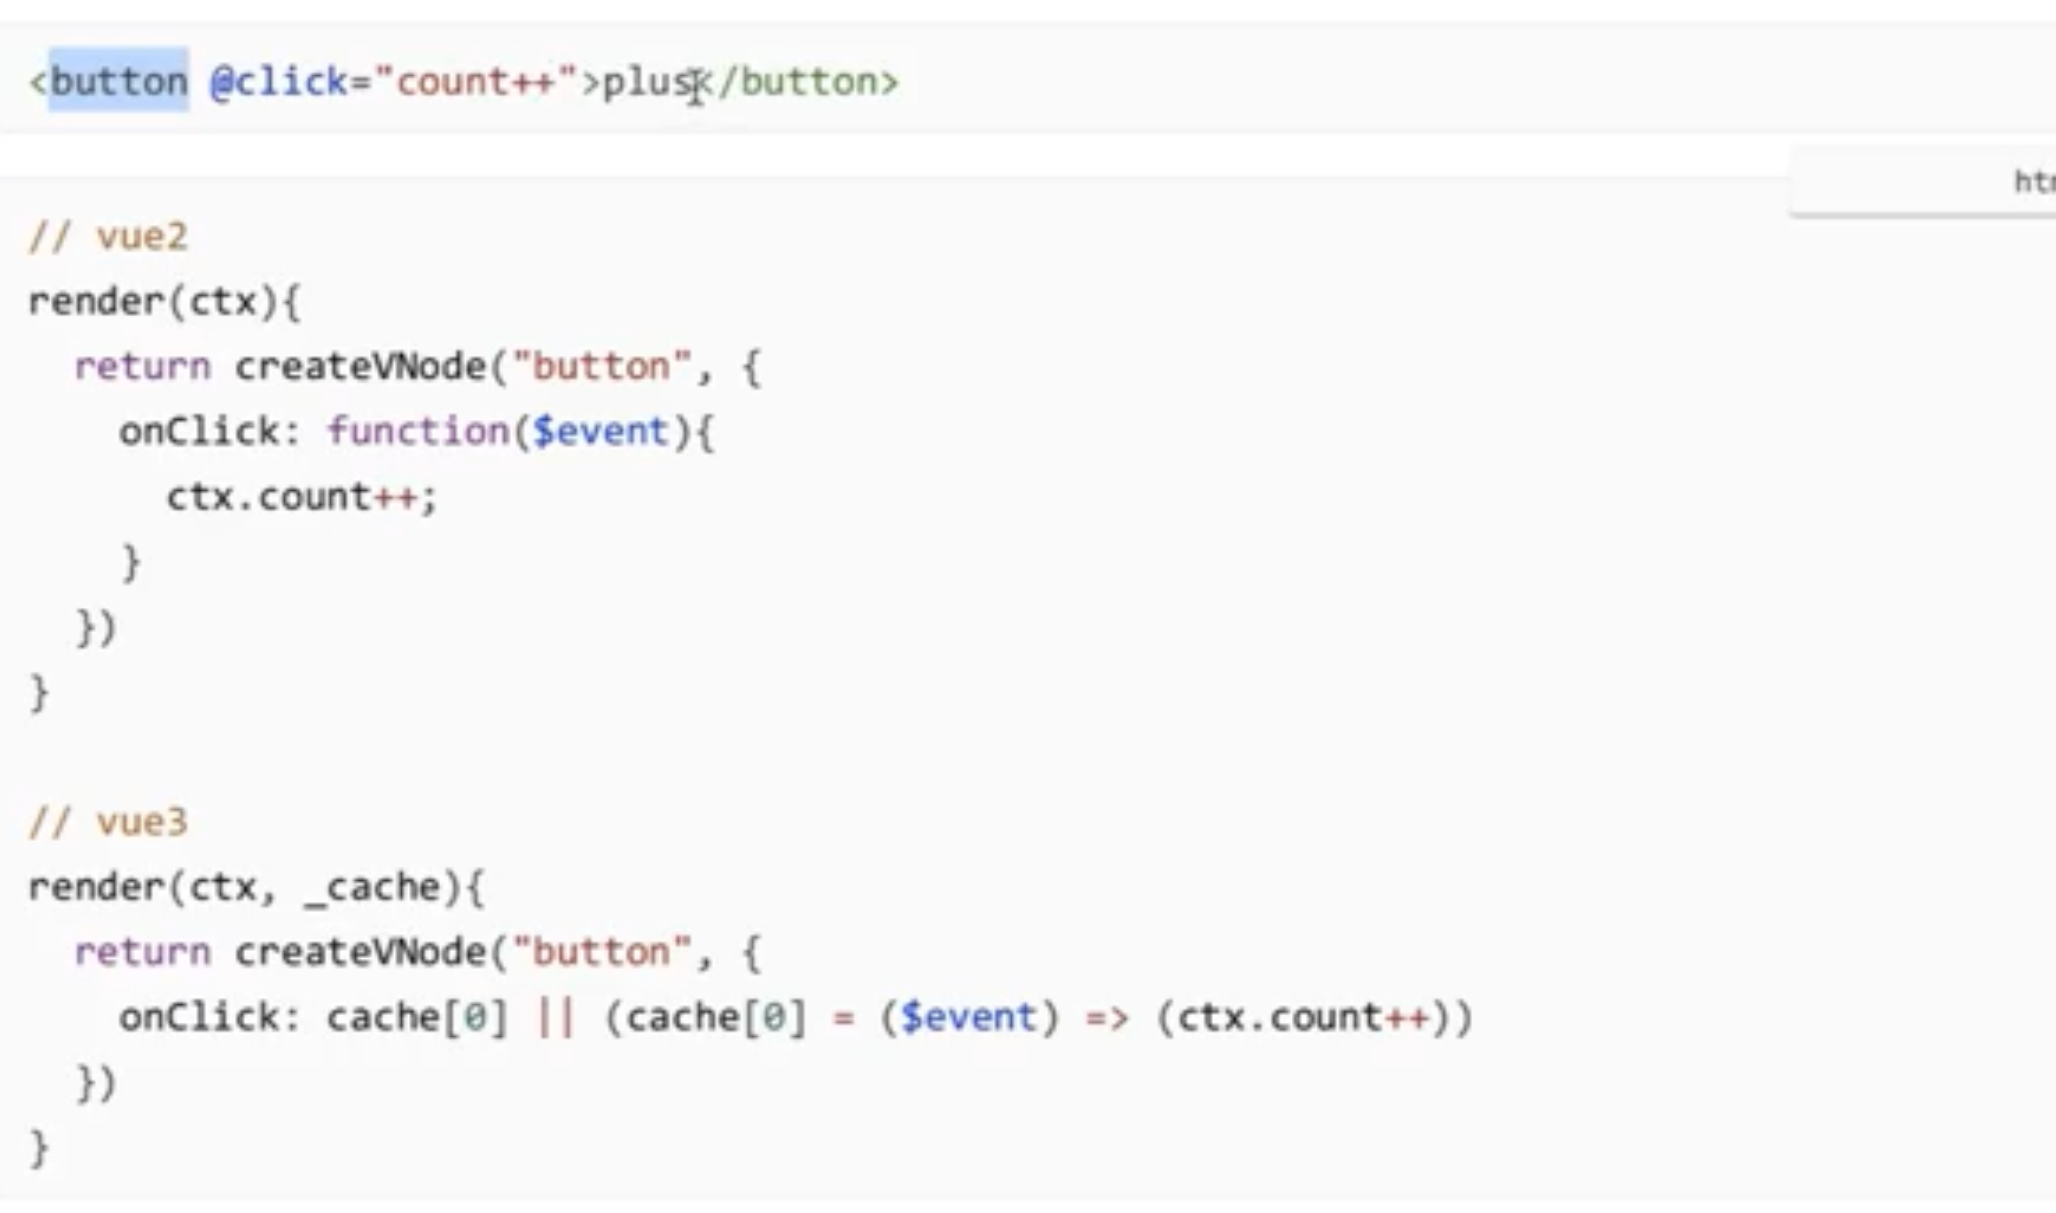 <button @click="count++">plus</button>
// vue2
render(ctx){
return createVNode("button", {
onClick: function($event){
ctx.count++;
}
})
}
// vue3
render(ctx, _cache){
return createVNode("button", {
onClick: cache[0] || (cache[0] = ($event) => (ctx.count++))
})
}